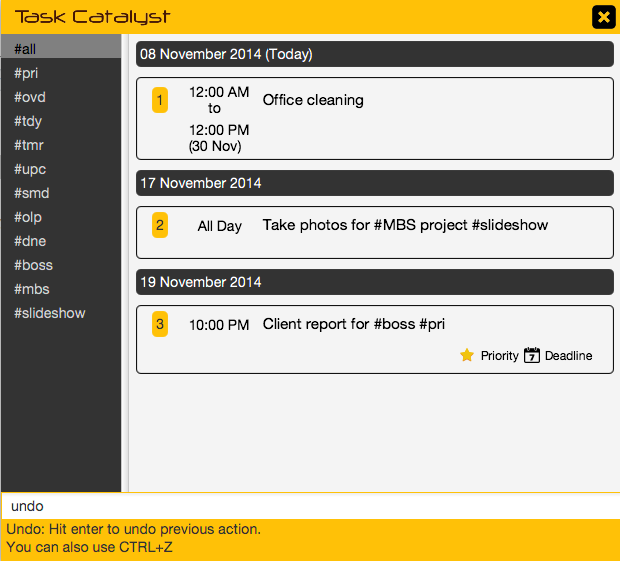 Task Catalyst
#all
#pri
#ovd
#tdy
#tmr
#upc
#smd
#olp
#dne
#boss
#mbs
#slideshow
08 November 2014 (Today)
1
12:00 AM
to
12:00 PM
(30 Nov)
Office cleaning
17 November 2014
2
All Day
Take photos for #MBS project #slideshow
19 November 2014
3
10:00 PM
Client report for #boss #pri
Priority
7
Deadline
undo
Undo: Hit enter to undo previous action.
You can also use CTRL+Z